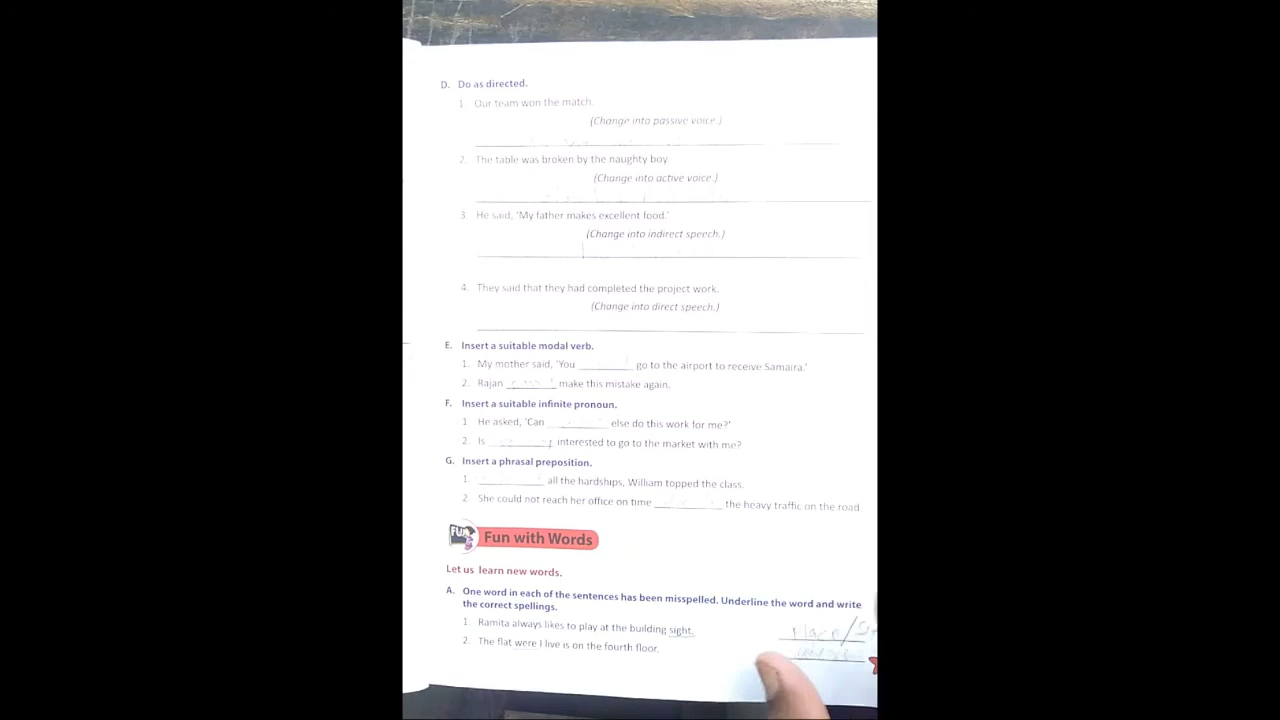 D. Do as directed.
1. Our team won the match.
(Change into passive voice.)
2. The table was broken by the naughty boy.
(Change into active voice.)
3. He said, 'My father makes excellent food.'
(Change into indirect speech.)
4. They said that they had completed the project work.
(Change into direct speech.)
E. Insert a suitable modal verb.
1. My mother said, 'You ________ go to the airport to receive Samaira.'
2. Rajan ________ make this mistake again.
F. Insert a suitable infinite pronoun.
1 He asked, 'Can ________ else do this work for me?'
2. Is ________ interested to go to the market with me?
G. Insert a phrasal preposition.
1. ________ all the hardships, William topped the class.
2 She could not reach her office on time ________ the heavy traffic on the road
FUN Fun with Words
Let us learn new words.
A. One word in each of the sentences has been misspelled. Underline the word and write
the correct spellings.
1. Ramita always likes to play at the building sight.
2. The flat were I live is on the fourth floor.